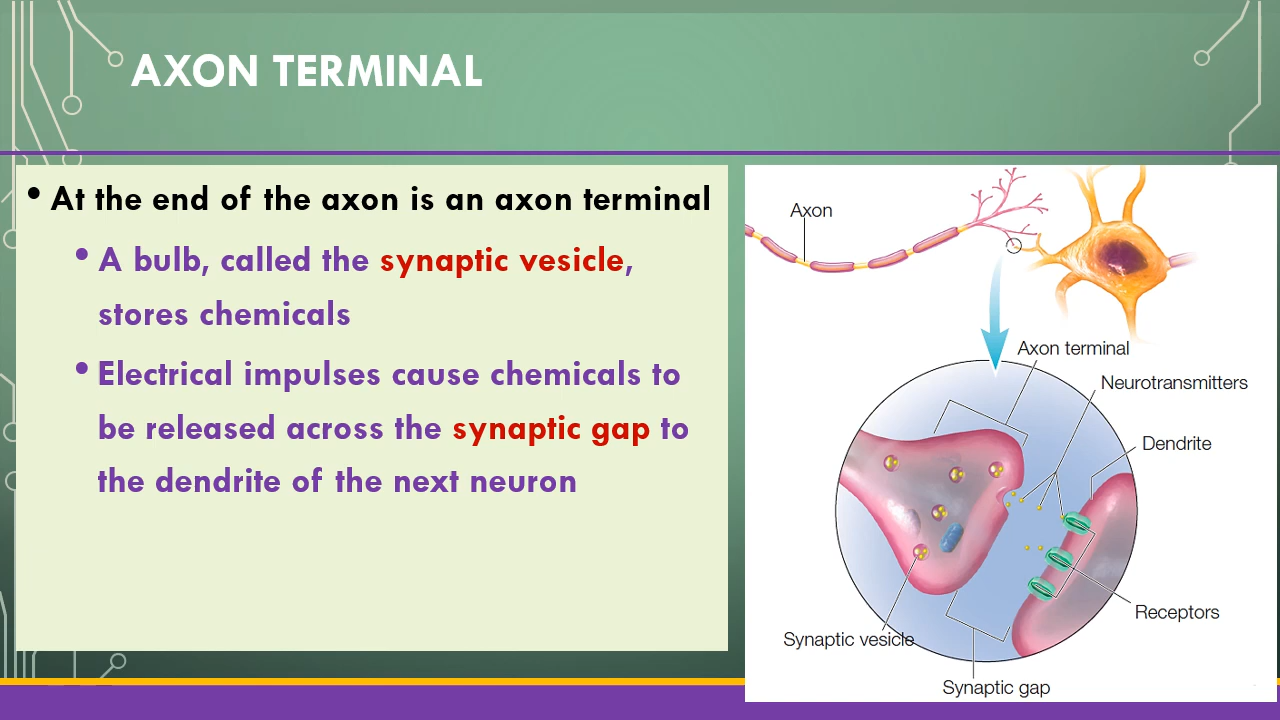 AXON TERMINAL
• At the end of the axon is an axon terminal
• A bulb, called the synaptic vesicle,
stores chemicals
• Electrical impulses cause chemicals to
be released across the synaptic gap to
the dendrite of the next neuron
Axon
Axon terminal
Neurotransmitters
Dendrite
Receptors
Synaptic vesicle
Synaptic gap